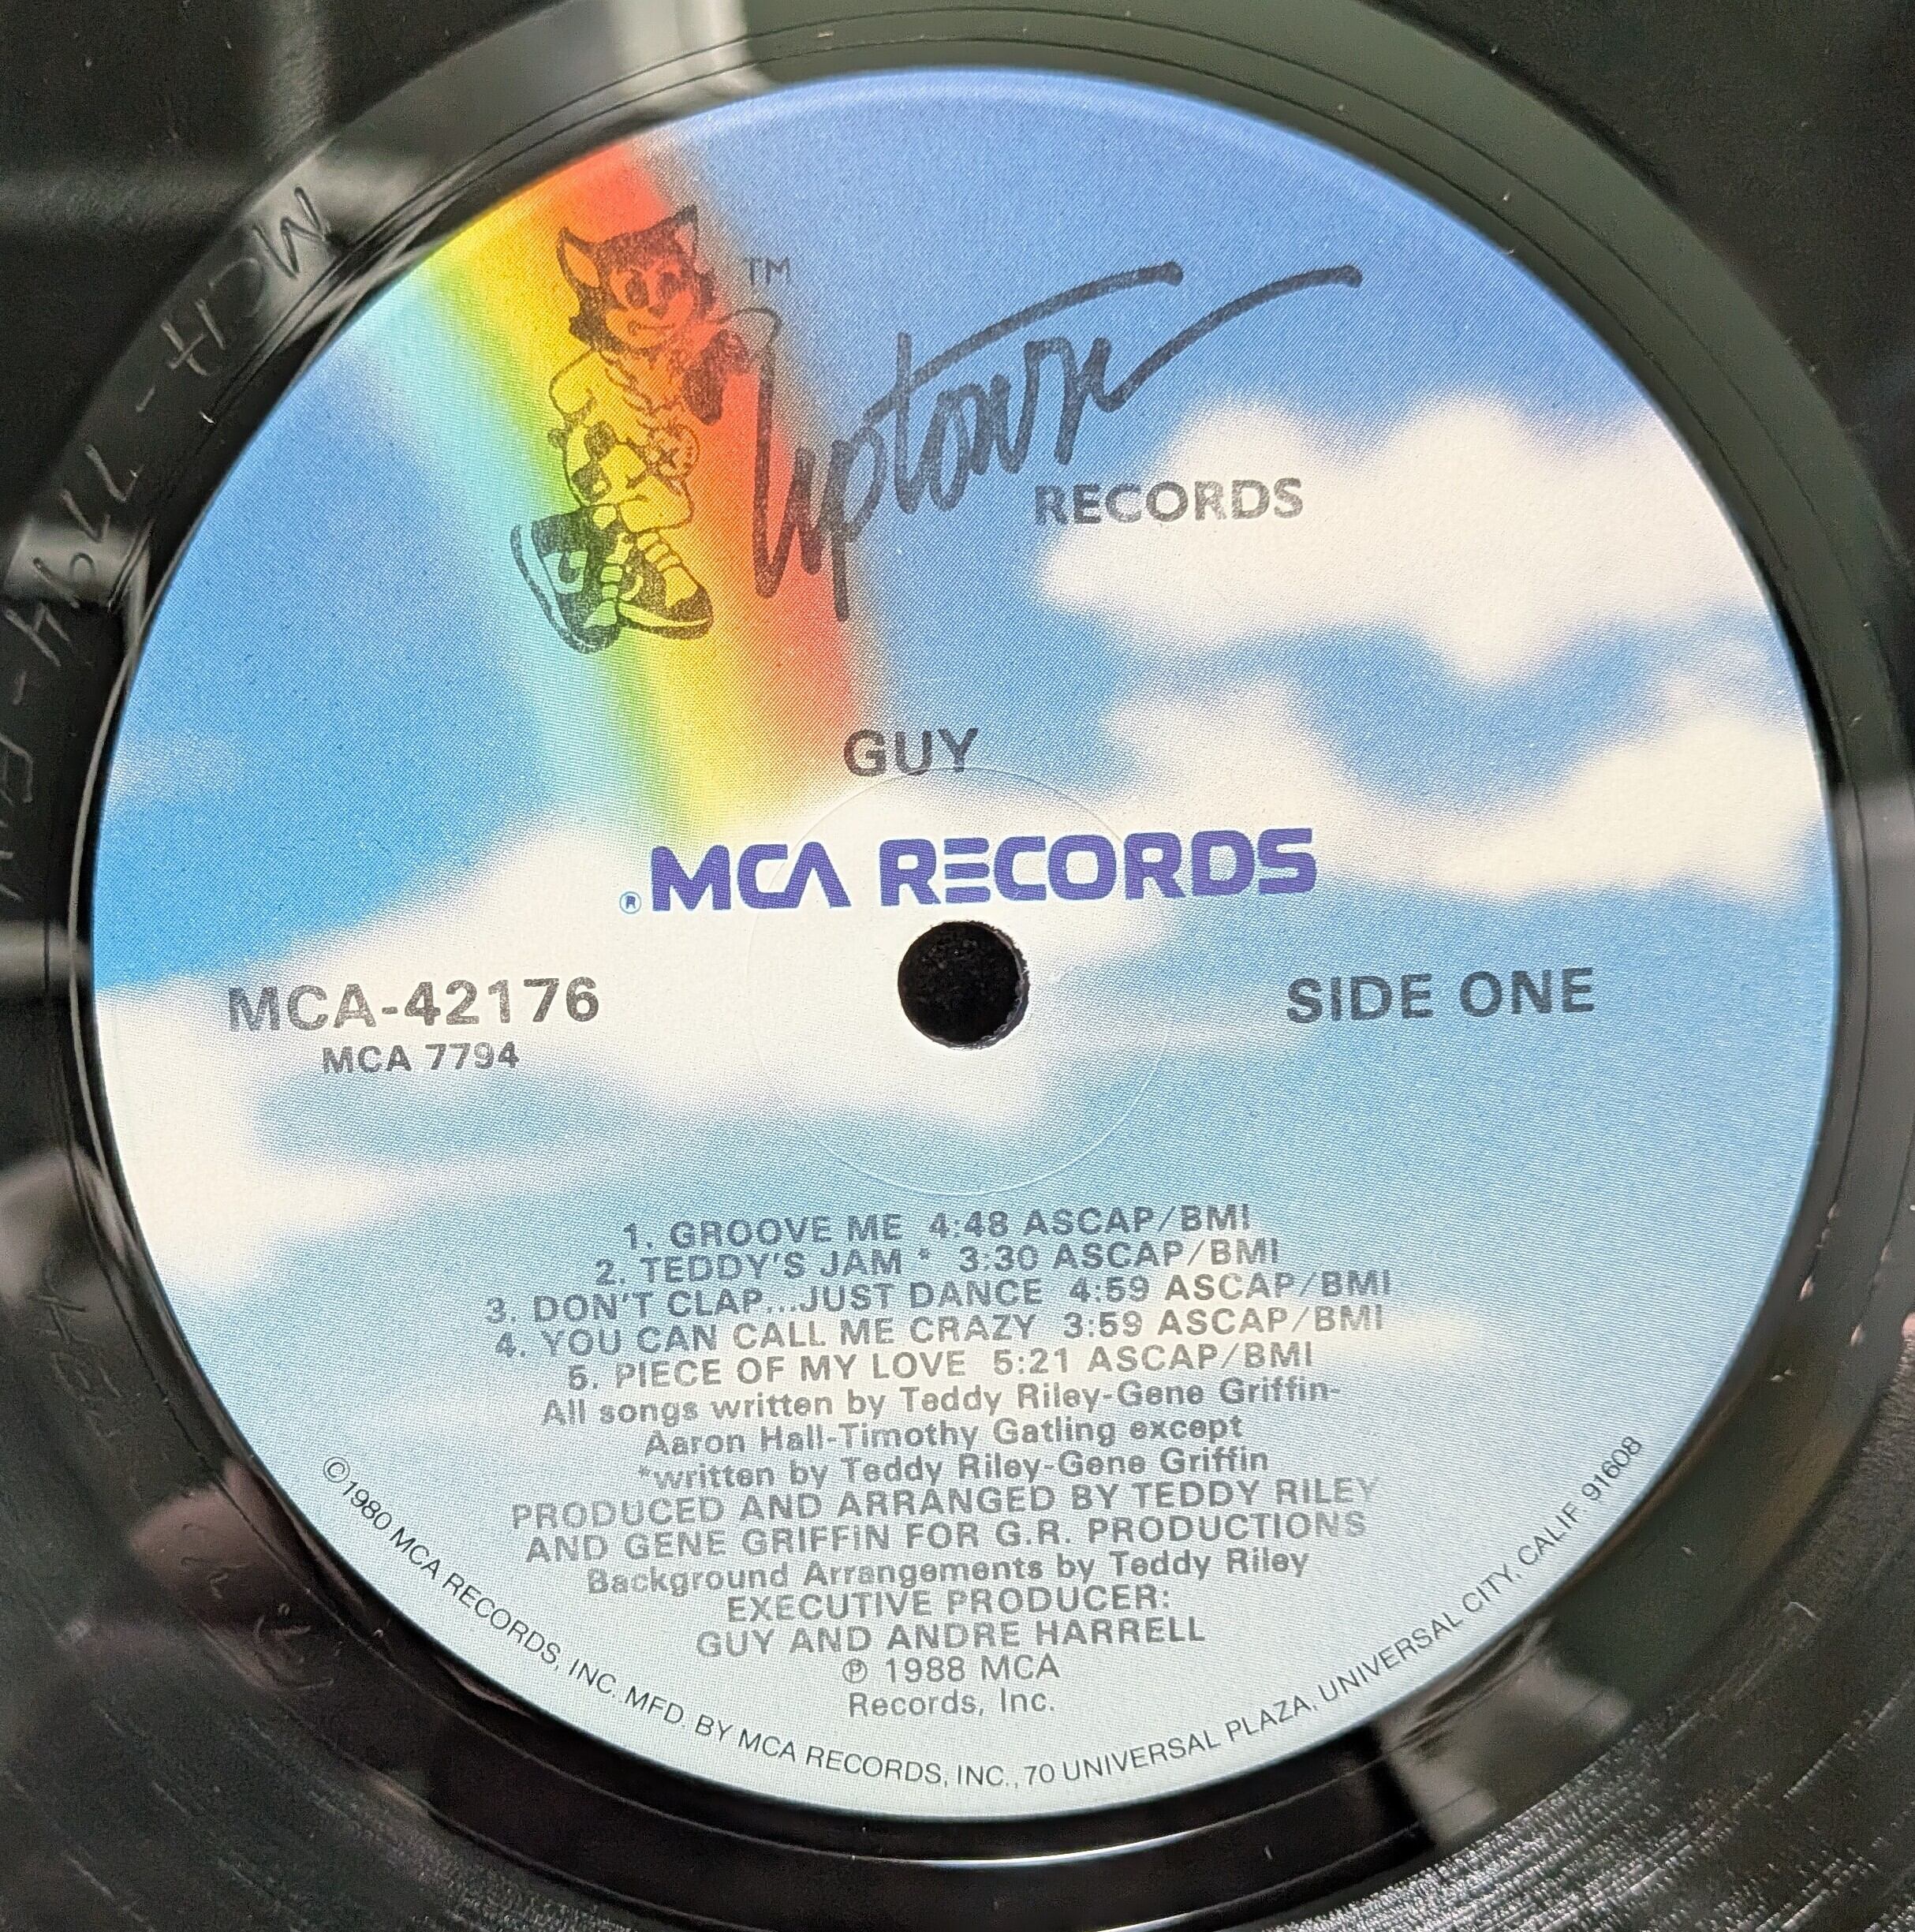 TM
Uptown
RECORDS
GUY
® MCA RECORDS
MCA-42176
SIDE ONE
MCA 7794
1. GROOVE ME 4:48 ASCAP/BMI
2. TEDDY'S JAM * 3:30 ASCAP/BMI
3. DON'T CLAP...JUST DANCE 4:59 ASCAP/BMI
4. YOU CAN CALL ME CRAZY 3:59 ASCAP/BMI
5. PIECE OF MY LOVE 5:21 ASCAP/BMI
All songs written by Teddy Riley-Gene Griffin-
Aaron Hall-Timothy Gatling except
*written by Teddy Riley-Gene Griffin
PRODUCED AND ARRANGED BY TEDDY RILEY
AND GENE GRIFFIN FOR G.R. PRODUCTIONS
Background Arrangements by Teddy Riley
EXECUTIVE PRODUCER:
GUY AND ANDRE HARRELL
℗ 1988 MCA
Records, Inc.
©1980 MCA RECORDS, INC. MFD. BY MCA RECORDS, INC., 70 UNIVERSAL PLAZA, UNIVERSAL CITY, CALIF. 91608